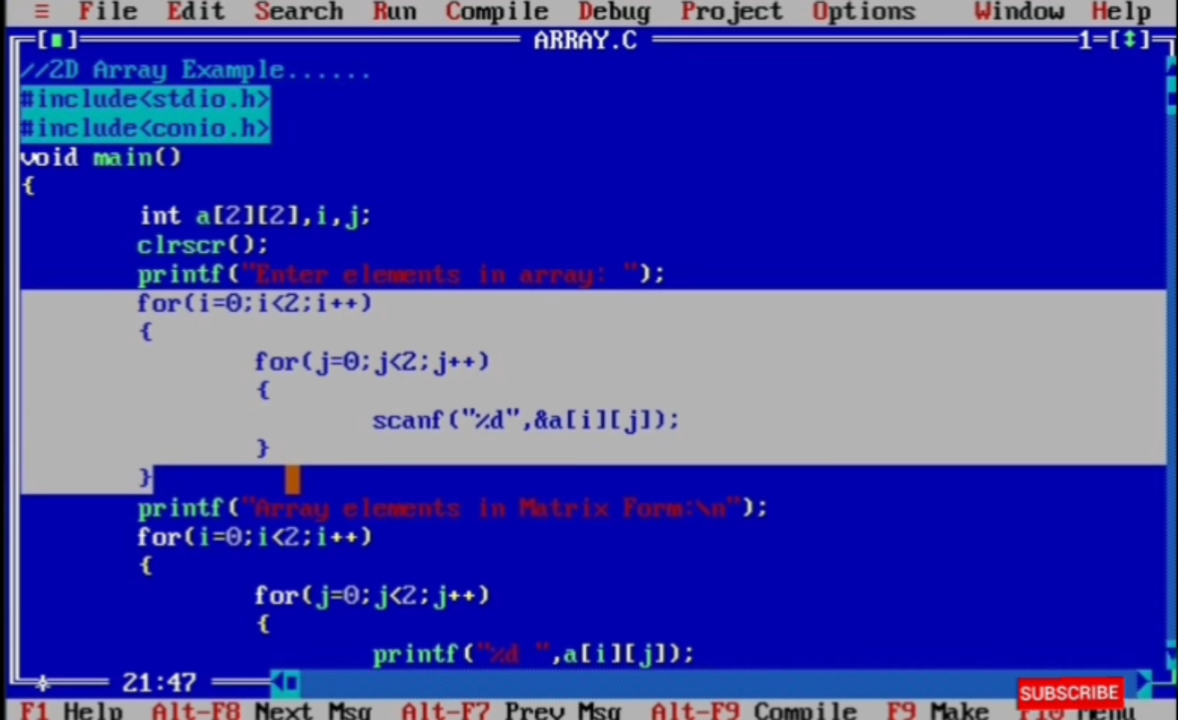 ≡ File Edit Search Run Compile Debug Project Options Window Help
[■] ARRAY.C 1=[↕]
//2D Array Example......
#include<stdio.h>
#include<conio.h>
void main()
{
int a[2][2],i,j;
clrscr();
printf("Enter elements in array: ");
for(i=0;i<2;i++)
{
for(j=0;j<2;j++)
{
scanf("%d",&a[i][j]);
}
}
printf("Array elements in Matrix Form:\n");
for(i=0;i<2;i++)
{
for(j=0;j<2;j++)
{
printf("%d ",a[i][j]);
21:47
SUBSCRIBE
F1 Help Alt-F8 Next Msg Alt-F7 Prev Msg Alt-F9 Compile F9 Make F10 Menu